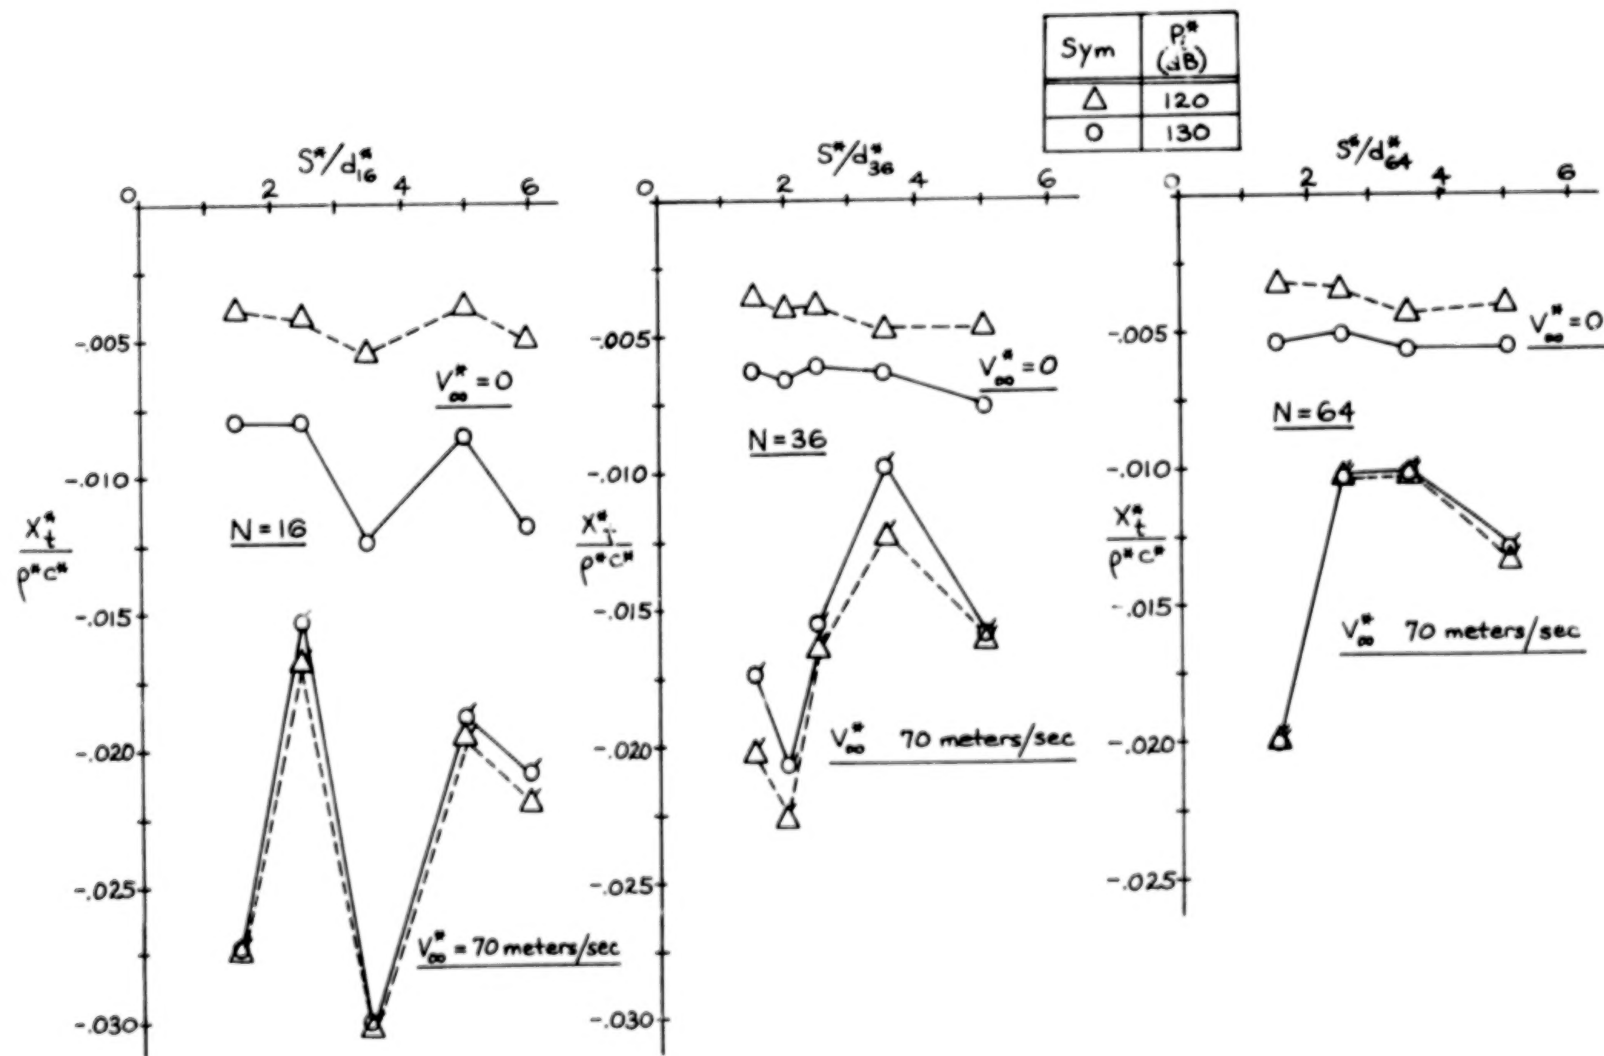 Sym P*i (dB)
△ 120
O 130
S*/d*16
0 2 4 6
-.005
-.010
-.015
-.020
-.025
-.030
X*t / ρ*c*
V*∞ = 0
N = 16
V*∞ = 70 meters/sec
S*/d*36
0 2 4 6
-.005
-.010
-.015
-.020
-.025
-.030
X*t / ρ*c*
V*∞ = 0
N = 36
V*∞ 70 meters/sec
S*/d*64
0 2 4 6
-.005
-.010
-.015
-.020
-.025
X*t / ρ*c*
V*∞ = 0
N = 64
V*∞ 70 meters/sec